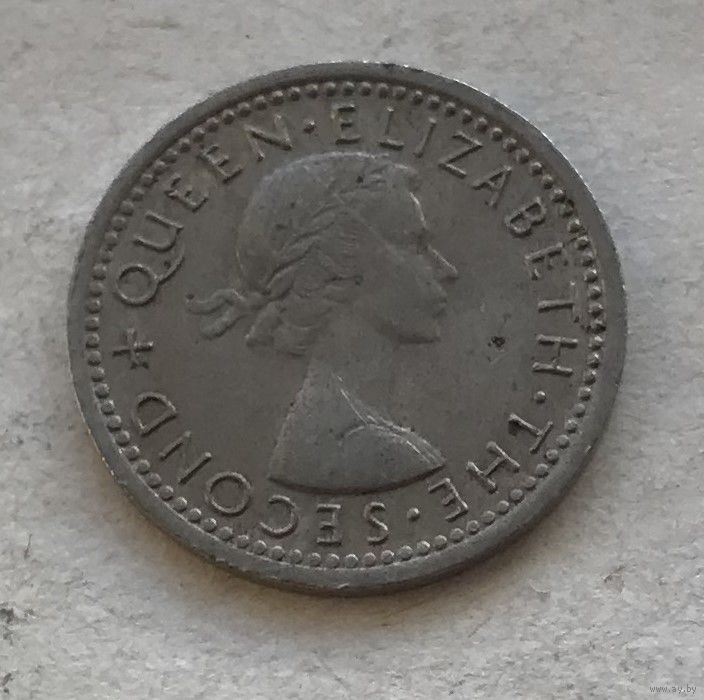 + QUEEN · ELIZABETH · THE · SECOND
www.ay.by